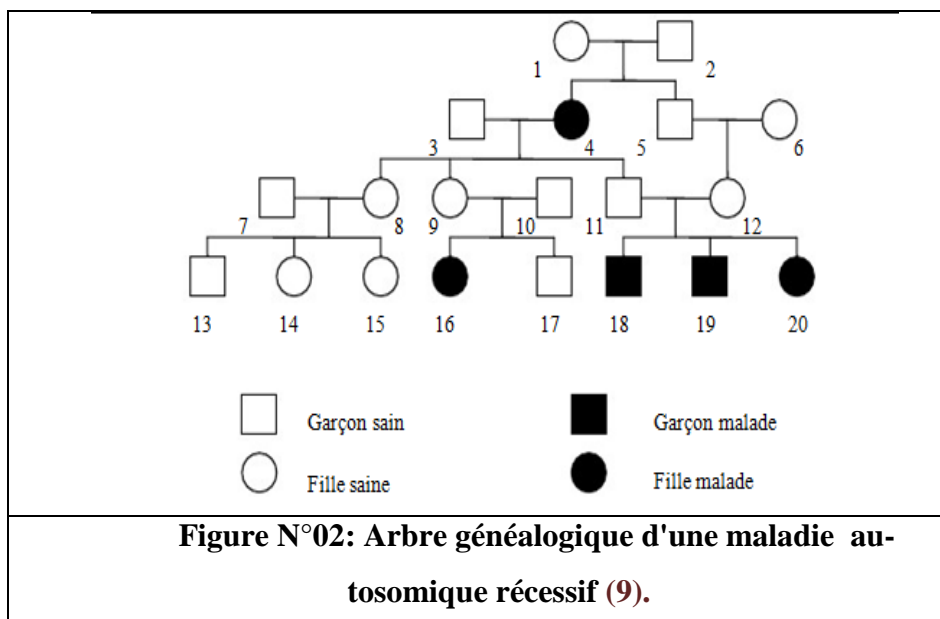 1 2
3 4 5 6
7 8 9 10 11 12
13 14 15 16 17 18 19 20
Garçon sain Garçon malade
Fille saine Fille malade
Figure N°02: Arbre généalogique d'une maladie au-
tosomique récessif (9).